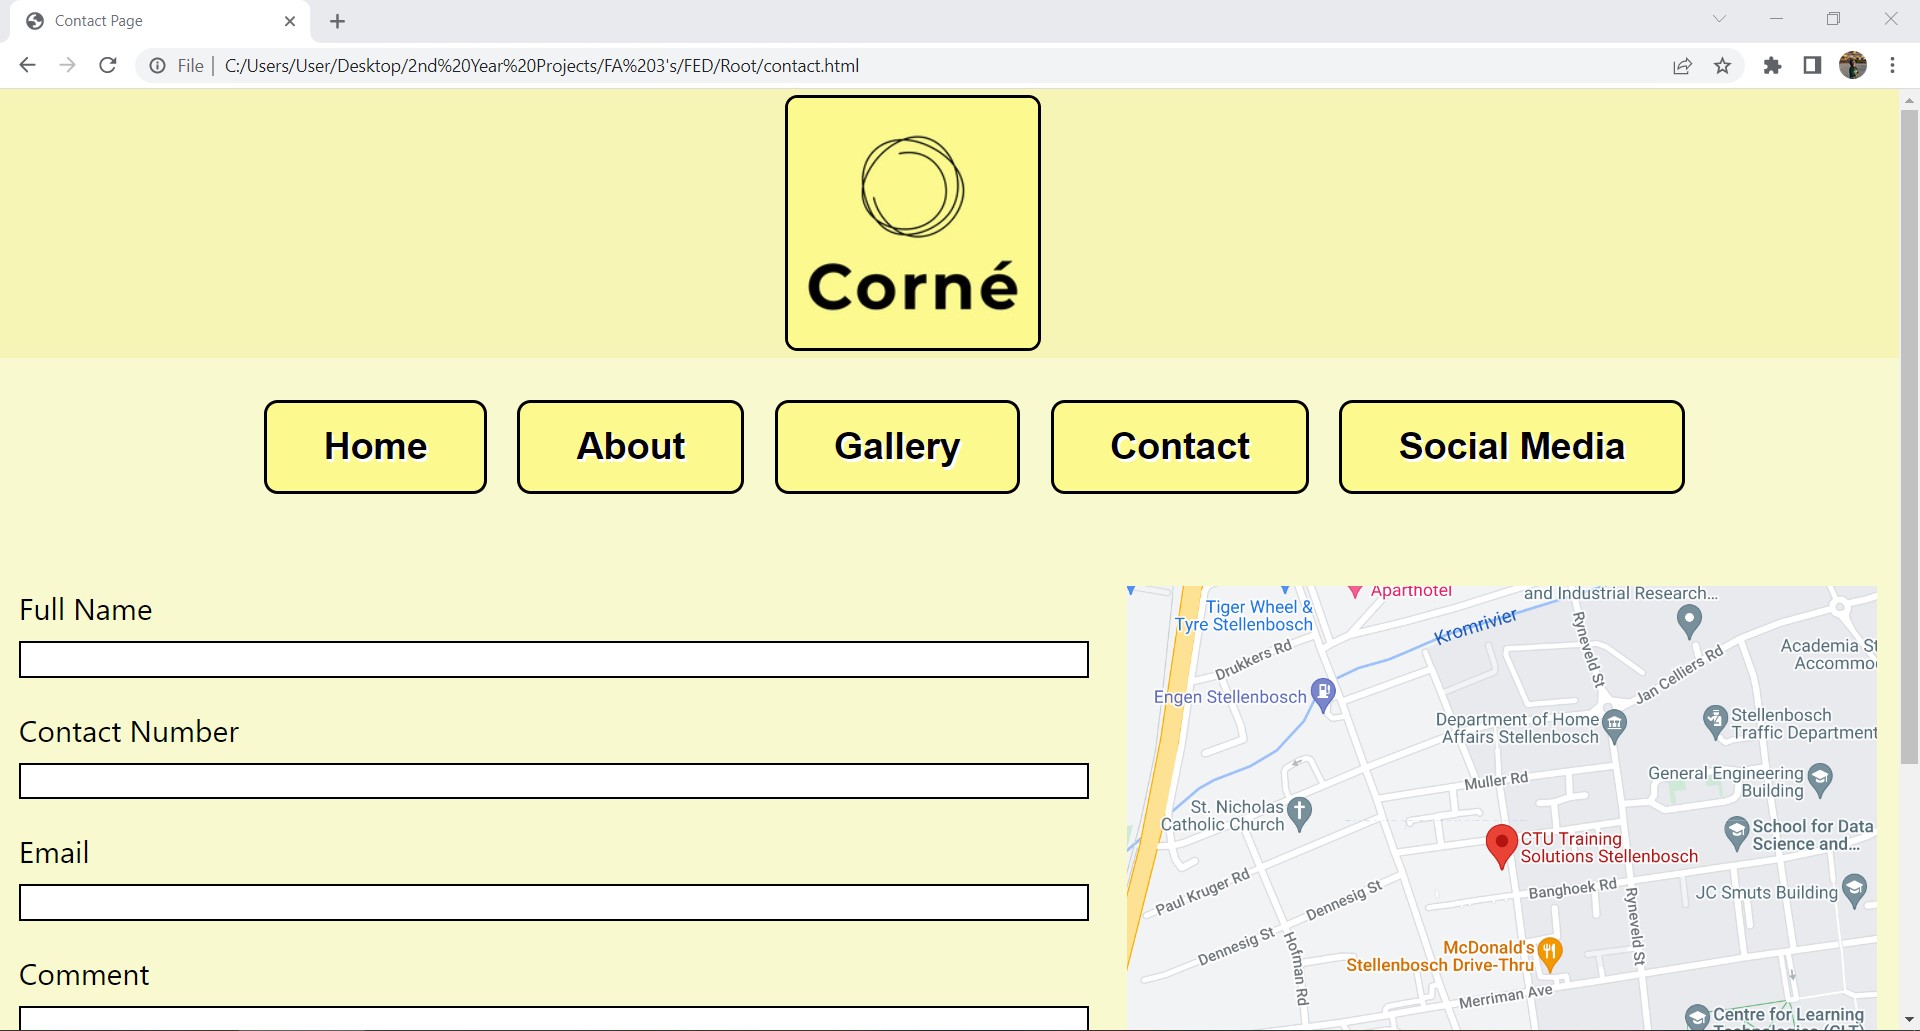 Contact Page
File | C:/Users/User/Desktop/2nd%20Year%20Projects/FA%203's/FED/Root/contact.html
Corné
Home
About
Gallery
Contact
Social Media
Full Name
Contact Number
Email
Comment
Aparthotel
and Industrial Research...
Tiger Wheel &
Tyre Stellenbosch
Kromrivier
Ryneveld St
Drukkers Rd
Jan Celliers Rd
Academia St
Accommo
Engen Stellenbosch
Department of Home
Affairs Stellenbosch
Stellenbosch
Traffic Department
Muller Rd
General Engineering
Building
St. Nicholas
Catholic Church
CTU Training
Solutions Stellenbosch
School for Data
Science and...
Paul Kruger Rd
Dennesig St
Banghoek Rd
JC Smuts Building
Ryneveld St
Dennesig St
Hofman Rd
McDonald's
Stellenbosch Drive-Thru
Merriman Ave
Centre for Learning